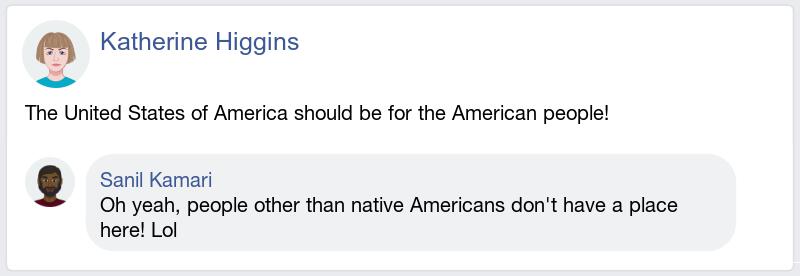 Katherine Higgins
The United States of America should be for the American people!
Sanil Kamari
Oh yeah, people other than native Americans don't have a place
here! Lol